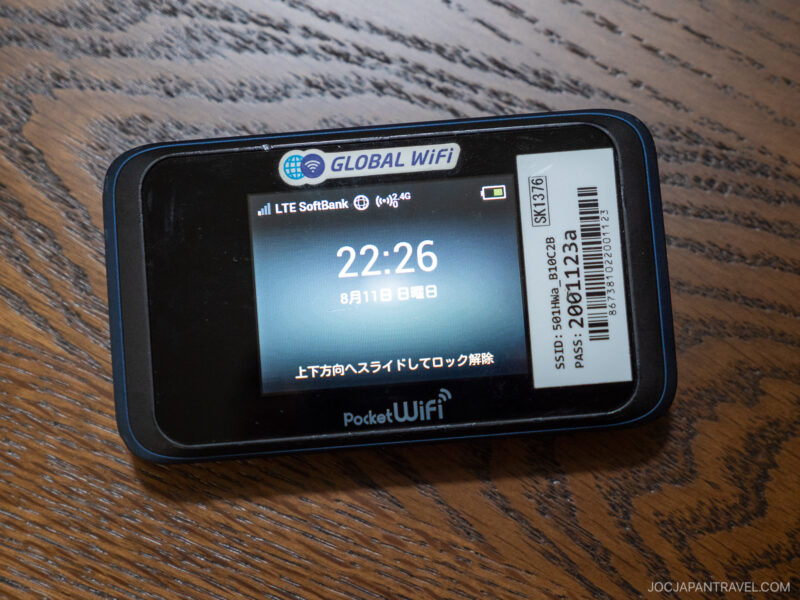 GLOBAL WiFi
LTE SoftBank 2.4G
0
22:26
8月11日 日曜日
上下方向へスライドしてロック解除
Pocket WiFi
SK1376
SSID: 501HWa_B10C2B
PASS: 2001123a
867381022001123
JOCJAPANTRAVEL.COM